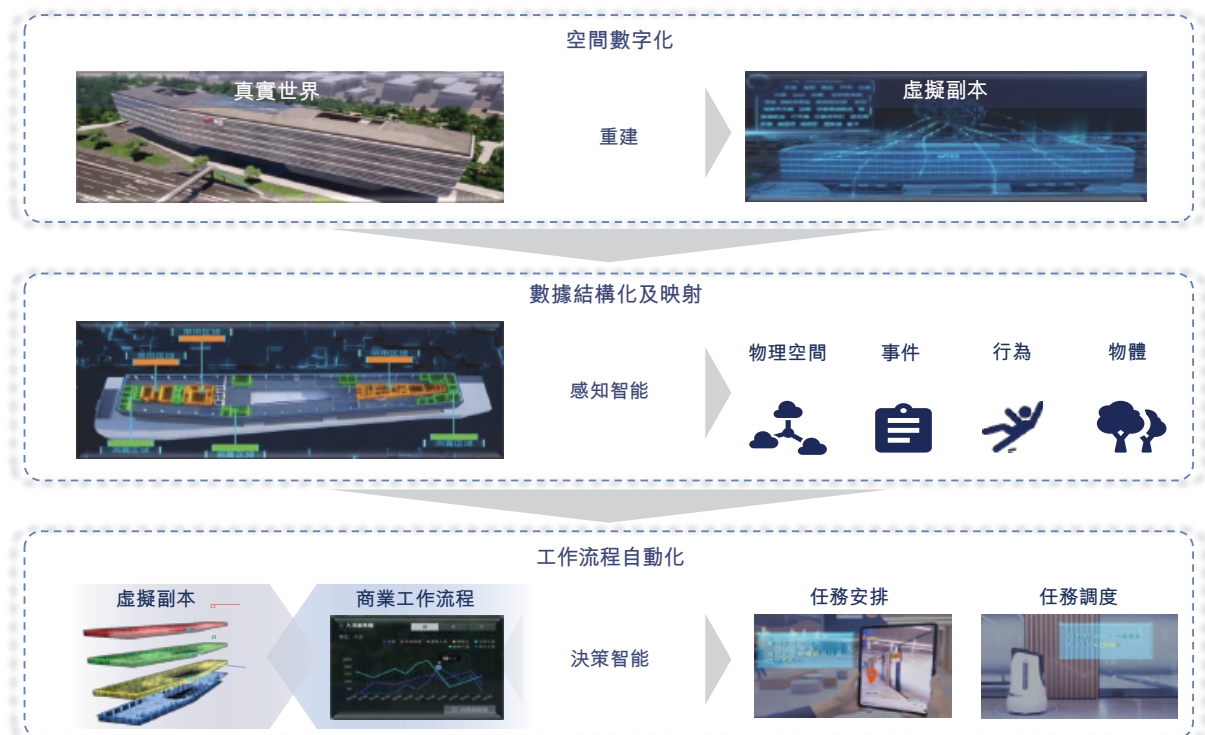 空間數字化
真實世界
重建
虛擬副本
數據結構化及映射
感知智能
物理空間
事件
行為
物體
工作流程自動化
虛擬副本
商業工作流程
決策智能
任務安排
任務調度